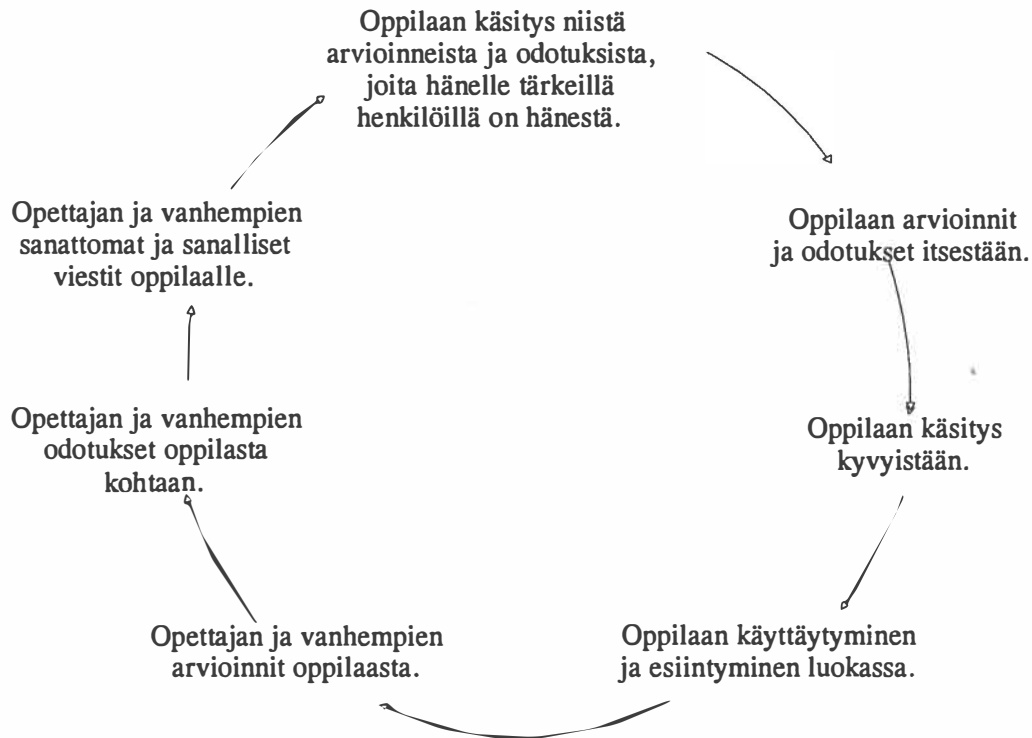 Oppilaan käsitys niistä
arvioinneista ja odotuksista,
joita hänelle tärkeillä
henkilöillä on hänestä.
Oppilaan arvioinnit
ja odotukset itsestään.
Oppilaan käsitys
kyvyistään.
Oppilaan käyttäytyminen
ja esiintyminen luokassa.
Opettajan ja vanhempien
arvioinnit oppilaasta.
Opettajan ja vanhempien
odotukset oppilasta
kohtaan.
Opettajan ja vanhempien
sanattomat ja sanalliset
viestit oppilaalle.